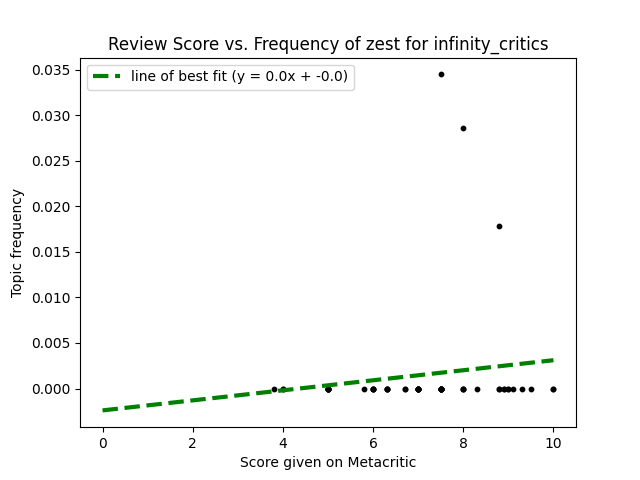 Review Score vs. Frequency of zest for infinity_critics
line of best fit (y = 0.0x + -0.0)
Topic frequency
0.035
0.030
0.025
0.020
0.015
0.010
0.005
0.000
0 2 4 6 8 10
Score given on Metacritic